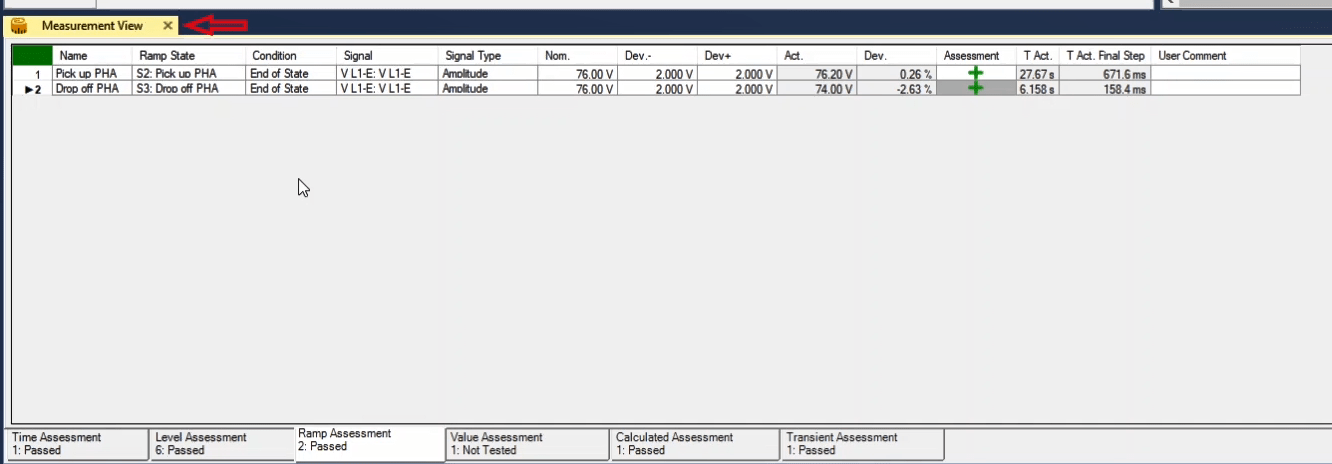 Measurement View
Name Ramp State Condition Signal Signal Type Nom. Dev.- Dev+ Act. Dev. Assessment T Act. T Act. Final Step User Comment
1 Pick up PHA S2: Pick up PHA End of State V L1-E: V L1-E Amplitude 76.00 V 2.000 V 2.000 V 76.20 V 0.26 % + 27.67 s 671.6 ms
2 Drop off PHA S3: Drop off PHA End of State V L1-E: V L1-E Amplitude 76.00 V 2.000 V 2.000 V 74.00 V -2.63 % + 6.158 s 158.4 ms
Time Assessment
1: Passed
Level Assessment
6: Passed
Ramp Assessment
2: Passed
Value Assessment
1: Not Tested
Calculated Assessment
1: Passed
Transient Assessment
1: Passed